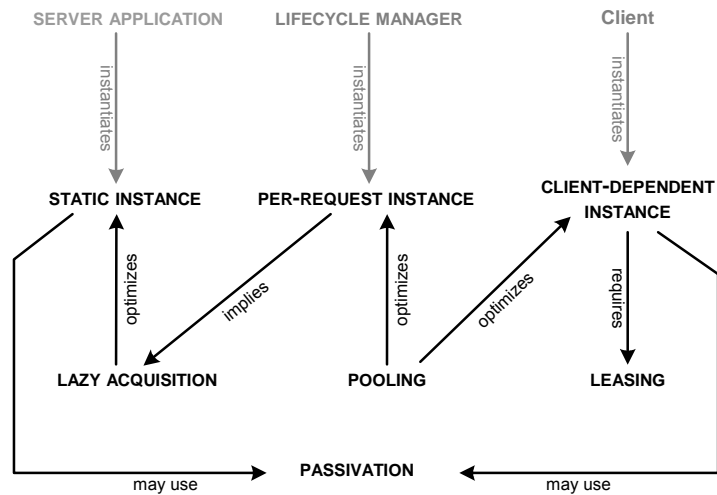 SERVER APPLICATION
LIFECYCLE MANAGER
Client
instantiates
instantiates
instantiates
STATIC INSTANCE
PER-REQUEST INSTANCE
CLIENT-DEPENDENT
INSTANCE
optimizes
implies
optimizes
optimizes
requires
LAZY ACQUISITION
POOLING
LEASING
PASSIVATION
may use
may use